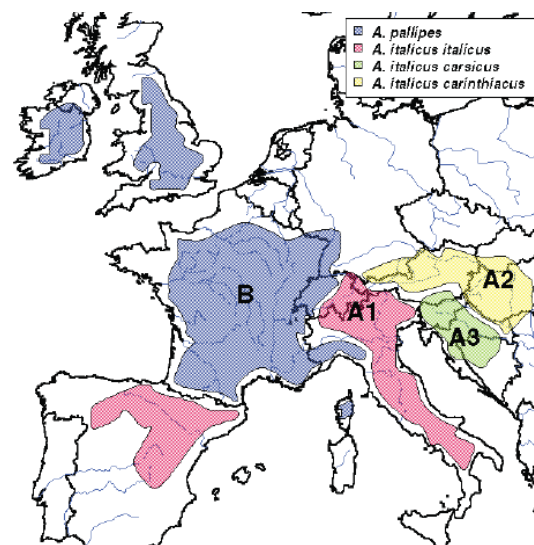 A. pallipes
A. italicus italicus
A. italicus carsicus
A. italicus carinthiacus
B
A1
A2
A3